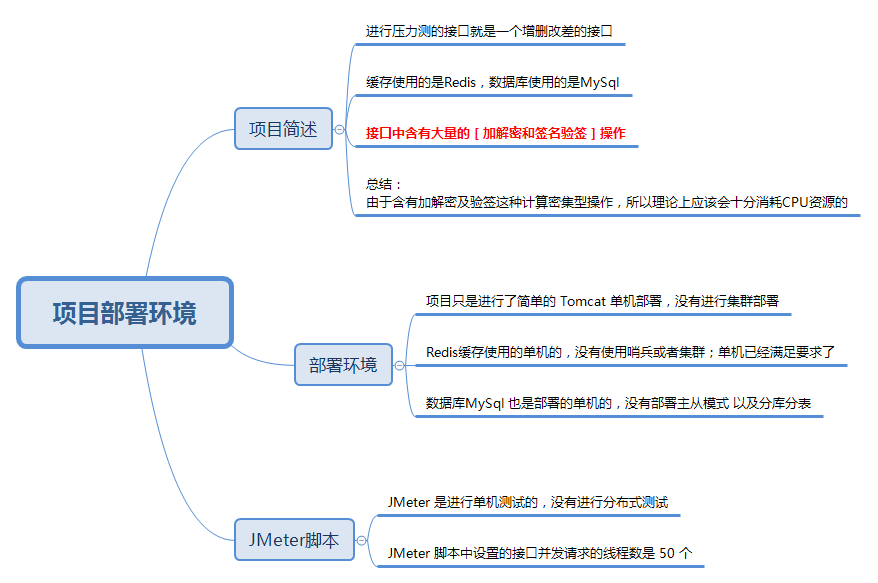 项目部署环境
项目简述
进行压力测的接口就是一个增删改差的接口
缓存使用的是Redis，数据库使用的是MySql
接口中含有大量的 [ 加解密和签名验签 ] 操作
总结：
由于含有加解密及验签这种计算密集型操作，所以理论上应该会十分消耗CPU资源的
部署环境
项目只是进行了简单的 Tomcat 单机部署，没有进行集群部署
Redis缓存使用的单机的，没有使用哨兵或者集群；单机已经满足要求了
数据库MySql 也是部署的单机的，没有部署主从模式 以及分库分表
JMeter脚本
JMeter 是进行单机测试的，没有进行分布式测试
JMeter 脚本中设置的接口并发请求的线程数是 50 个